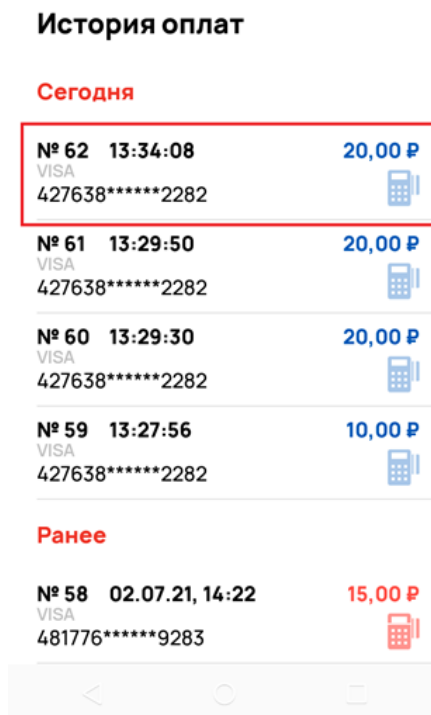 История оплат
Сегодня
№ 62 13:34:08 20,00 ₽
VISA
427638******2282
№ 61 13:29:50 20,00 ₽
VISA
427638******2282
№ 60 13:29:30 20,00 ₽
VISA
427638******2282
№ 59 13:27:56 10,00 ₽
VISA
427638******2282
Ранее
№ 58 02.07.21, 14:22 15,00 ₽
VISA
481776******9283